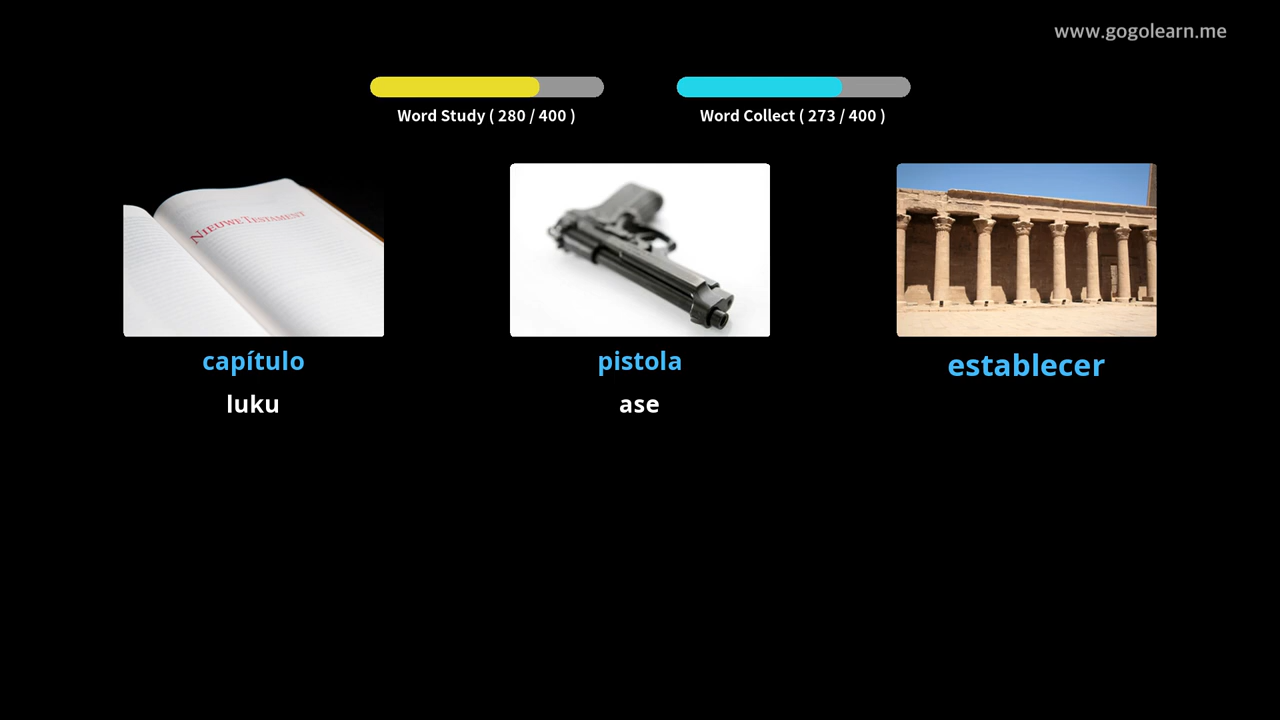 www.gogolearn.me
Word Study ( 280 / 400 )
Word Collect ( 273 / 400 )
NIEUWE TESTAMENT
capítulo
luku
pistola
ase
establecer